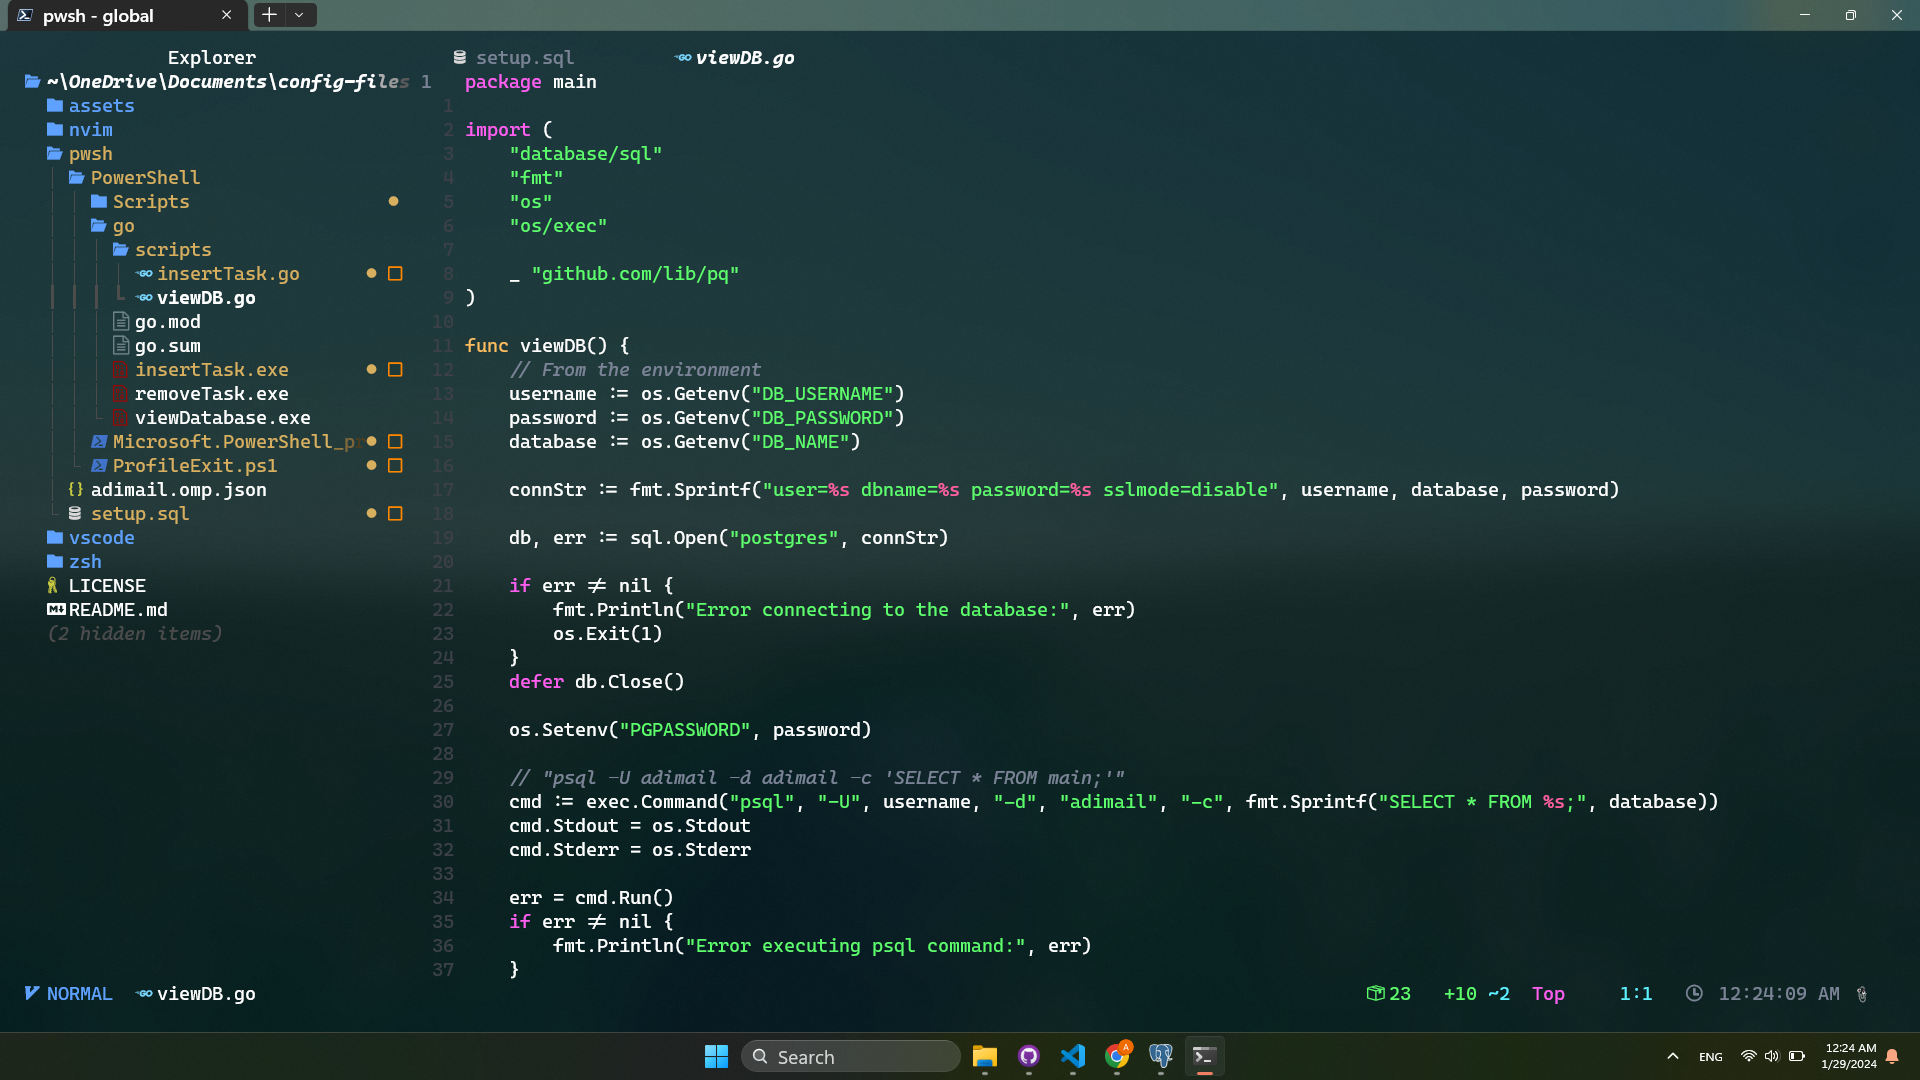 pwsh - global
Explorer
~\OneDrive\Documents\config-files
assets
nvim
pwsh
PowerShell
Scripts
go
scripts
insertTask.go
viewDB.go
go.mod
go.sum
insertTask.exe
removeTask.exe
viewDatabase.exe
Microsoft.PowerShell_pr
ProfileExit.ps1
adimail.omp.json
setup.sql
vscode
zsh
LICENSE
README.md
(2 hidden items)
setup.sql viewDB.go
1 package main
1
2 import (
3 "database/sql"
4 "fmt"
5 "os"
6 "os/exec"
7
8 _ "github.com/lib/pq"
9 )
10
11 func viewDB() {
12 // From the environment
13 username := os.Getenv("DB_USERNAME")
14 password := os.Getenv("DB_PASSWORD")
15 database := os.Getenv("DB_NAME")
16
17 connStr := fmt.Sprintf("user=%s dbname=%s password=%s sslmode=disable", username, database, password)
18
19 db, err := sql.Open("postgres", connStr)
20
21 if err ≠ nil {
22 fmt.Println("Error connecting to the database:", err)
23 os.Exit(1)
24 }
25 defer db.Close()
26
27 os.Setenv("PGPASSWORD", password)
28
29 // "psql -U adimail -d adimail -c 'SELECT * FROM main;'"
30 cmd := exec.Command("psql", "-U", username, "-d", "adimail", "-c", fmt.Sprintf("SELECT * FROM %s;", database))
31 cmd.Stdout = os.Stdout
32 cmd.Stderr = os.Stderr
33
34 err = cmd.Run()
35 if err ≠ nil {
36 fmt.Println("Error executing psql command:", err)
37 }
NORMAL viewDB.go 23 +10 ~2 Top 1:1 12:24:09 AM
Search
A
ENG
12:24 AM
1/29/2024